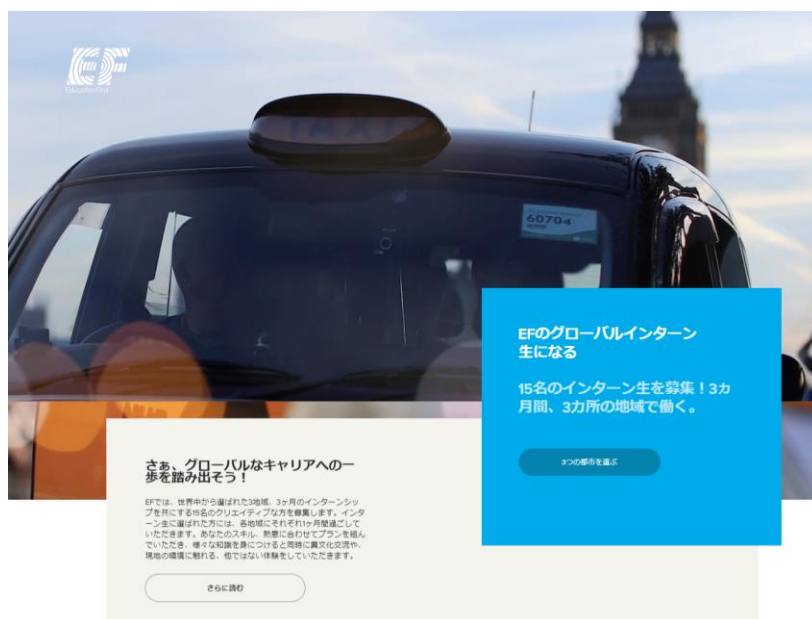 EF
Education First
TAXI
60704
EFのグローバルインターン
生になる
15名のインターン生を募集！3カ
月間、3カ所の地域で働く。
3つの都市を選ぶ
さぁ、グローバルなキャリアへの一
歩を踏み出そう！
EFでは、世界中から選ばれた3地域、3ヶ月のインターンシッ
プを共にする15名のクリエイティブな方を募集します。インタ
ーン生に選ばれた方には、各地域にそれぞれ1ヶ月間過ごして
いただきます。あなたのスキル、熱意に合わせてプランを組ん
でいただき、様々な知識を身につけると同時に異文化交流や、
現地の環境に触れる、他ではない体験をしていただきます。
さらに読む